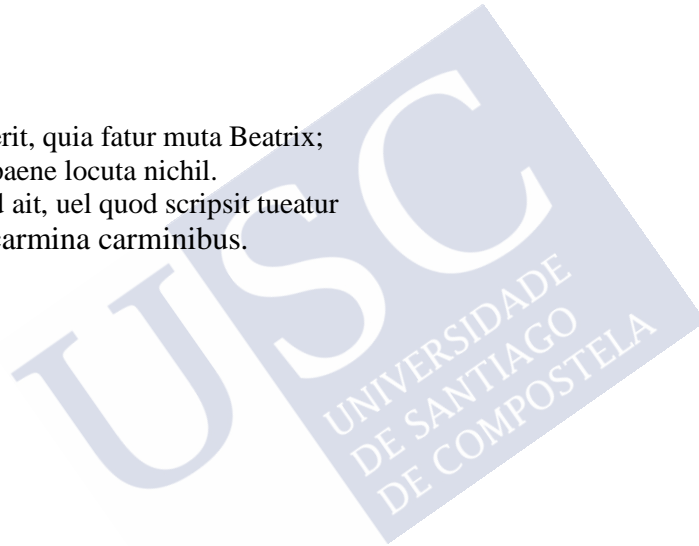 erit, quia fatur muta Beatrix;
paene locuta nichil.
d ait, uel quod scripsit tueatur
carmina carminibus.
USC
UNIVERSIDADE
DE SANTIAGO
DE COMPOSTELA